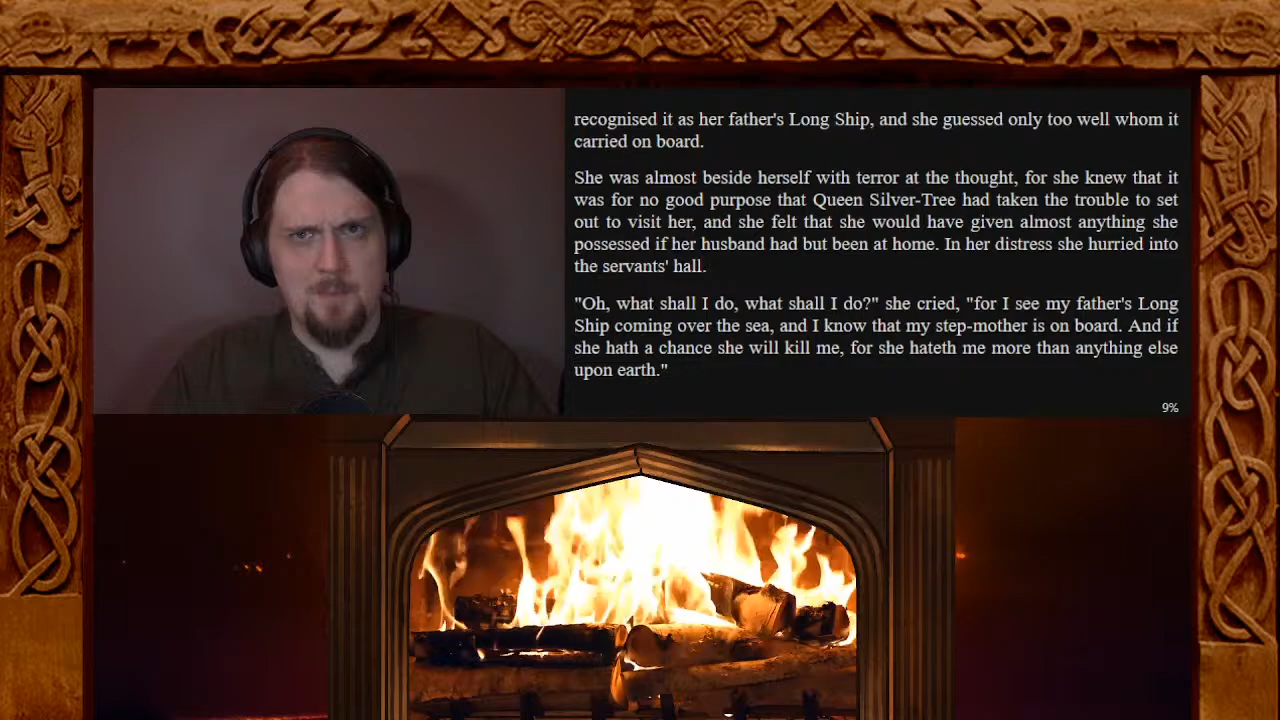 recognised it as her father's Long Ship, and she guessed only too well whom it
carried on board.
She was almost beside herself with terror at the thought, for she knew that it
was for no good purpose that Queen Silver-Tree had taken the trouble to set
out to visit her, and she felt that she would have given almost anything she
possessed if her husband had but been at home. In her distress she hurried into
the servants' hall.
"Oh, what shall I do, what shall I do?" she cried, "for I see my father's Long
Ship coming over the sea, and I know that my step-mother is on board. And if
she hath a chance she will kill me, for she hateth me more than anything else
upon earth."
9%